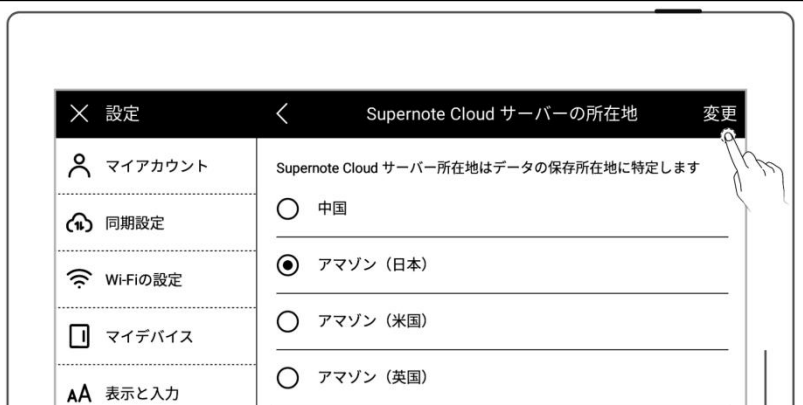 設定
Supernote Cloud サーバーの所在地
変更
マイアカウント
同期設定
Wi-Fiの設定
マイデバイス
AA 表示と入力
Supernote Cloud サーバー所在地はデータの保存所在地に特定します
中国
アマゾン（日本）
アマゾン（米国）
アマゾン（英国）